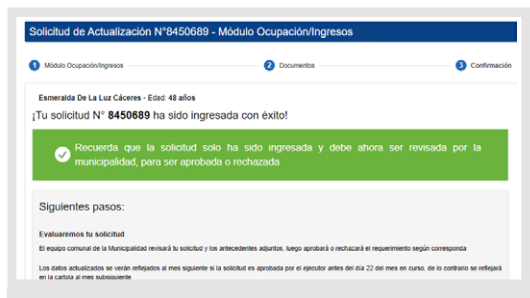 Solicitud de Actualización N°8450689 - Módulo Ocupación/Ingresos
1 Módulo Ocupación/Ingresos 2 Documentos 3 Confirmación
Esmeralda De La Luz Cáceres - Edad: 48 años
¡Tu solicitud N° 8450689 ha sido ingresada con éxito!
Recuerda que la solicitud solo ha sido ingresada y debe ahora ser revisada por la
municipalidad, para ser aprobada o rechazada
Siguientes pasos:
Evaluaremos tu solicitud
El equipo comunal de la Municipalidad revisará tu solicitud y los antecedentes adjuntos, luego aprobará o rechazará el requerimiento según corresponda
Los datos actualizados se verán reflejados al mes siguiente si la solicitud es aprobada por el ejecutor antes del día 22 del mes en curso, de lo contrario se reflejará
en la cartola al mes subsiguiente